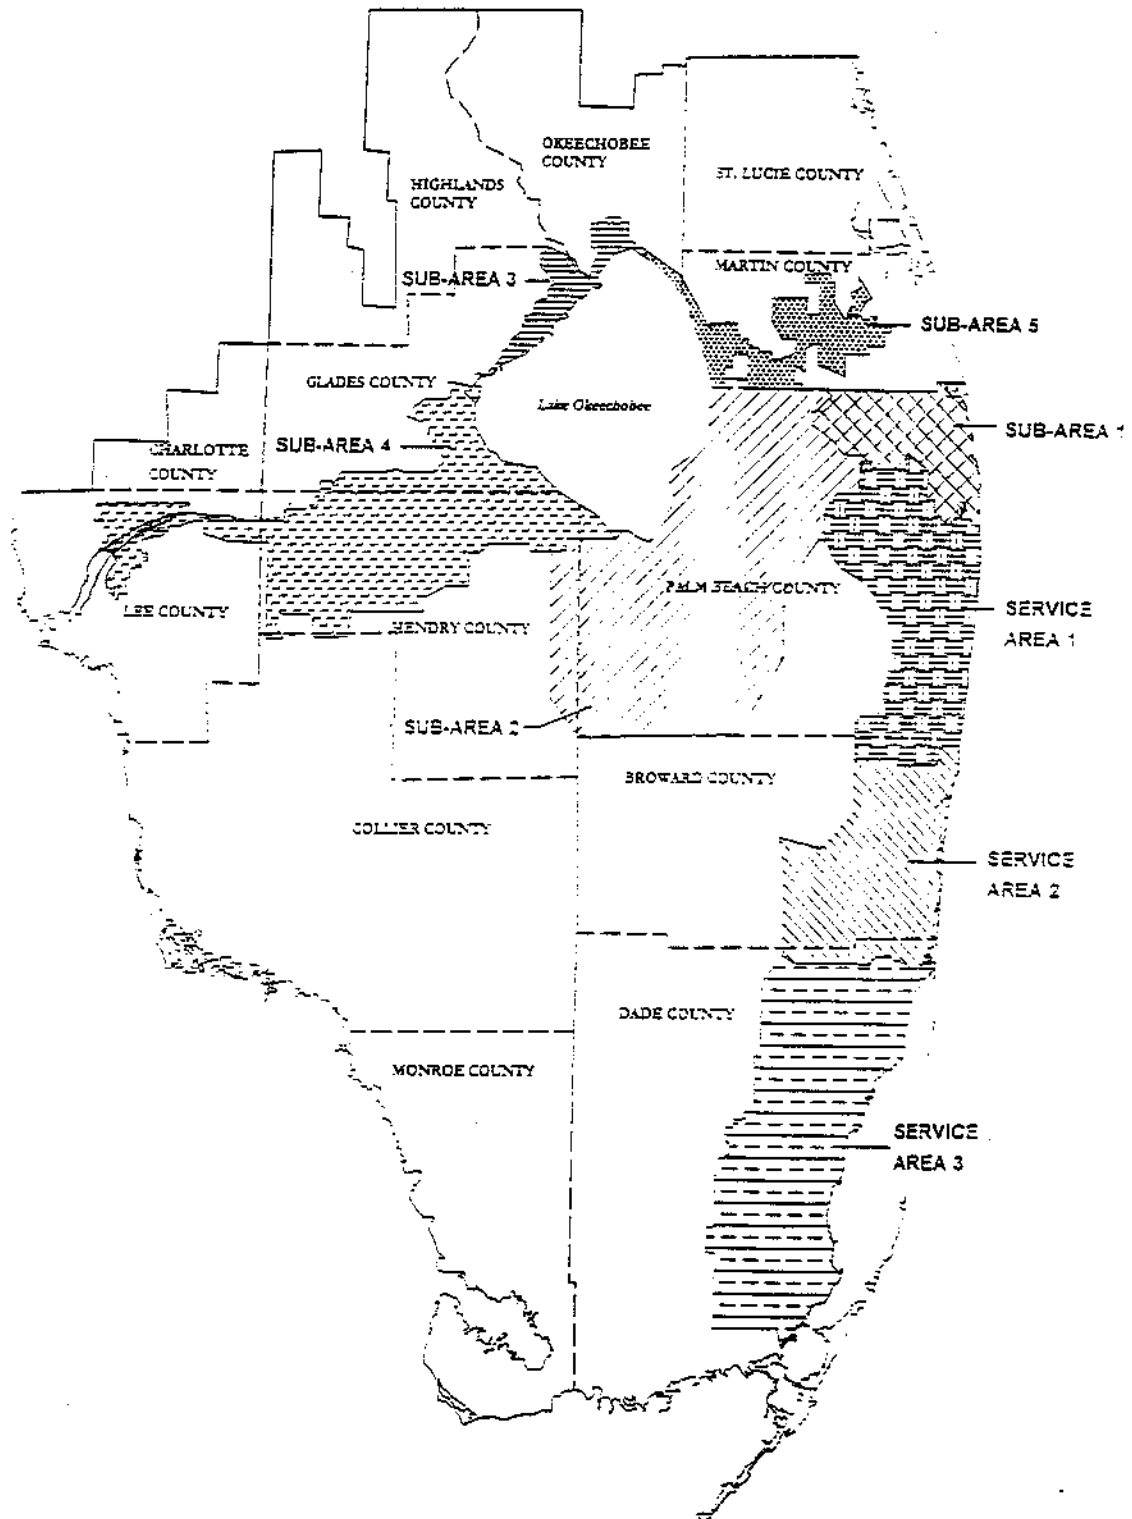 OKEECHOBEE
COUNTY
ST. LUCIE COUNTY
HIGHLANDS
COUNTY
MARTIN COUNTY
SUB-AREA 3
SUB-AREA 5
GLADES COUNTY
Lake Okeechobee
SUB-AREA 1
SUB-AREA 4
CHARLOTTE
COUNTY
PALM BEACH COUNTY
LEE COUNTY
HENDRY COUNTY
SERVICE
AREA 1
SUB-AREA 2
BROWARD COUNTY
COLLIER COUNTY
SERVICE
AREA 2
DADE COUNTY
MONROE COUNTY
SERVICE
AREA 3